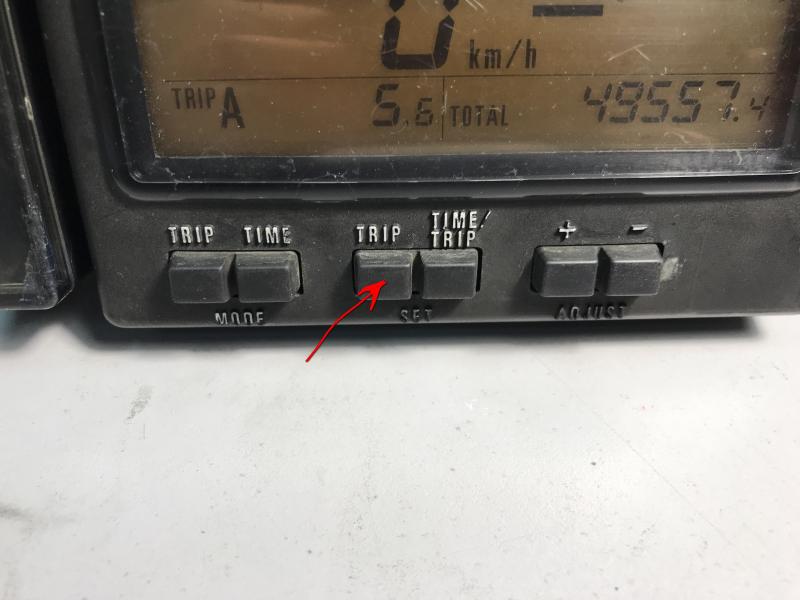 0 km/h
TRIP A 5.6 TOTAL 49557.4
TRIP TIME TRIP TIME/TRIP + -
MODE SET ADJUST